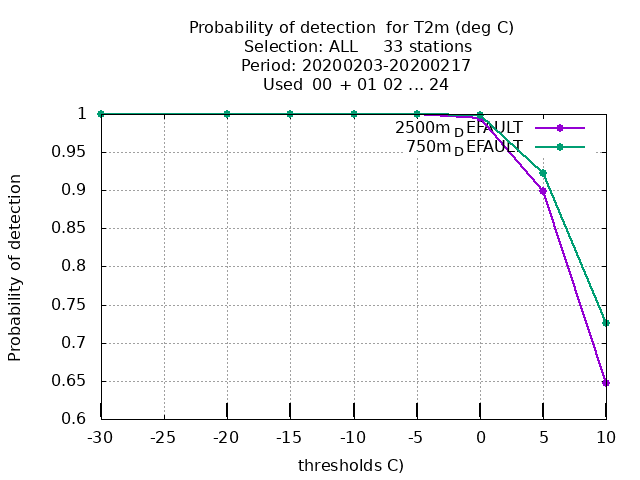 Probability of detection  for T2m (deg C)
Selection: ALL     33 stations
Period: 20200203-20200217
Used  00 + 01 02 ... 24
2500m_DEFAULT
750m_DEFAULT
Probability of detection
1
0.95
0.9
0.85
0.8
0.75
0.7
0.65
0.6
-30 -25 -20 -15 -10 -5 0 5 10
thresholds C)